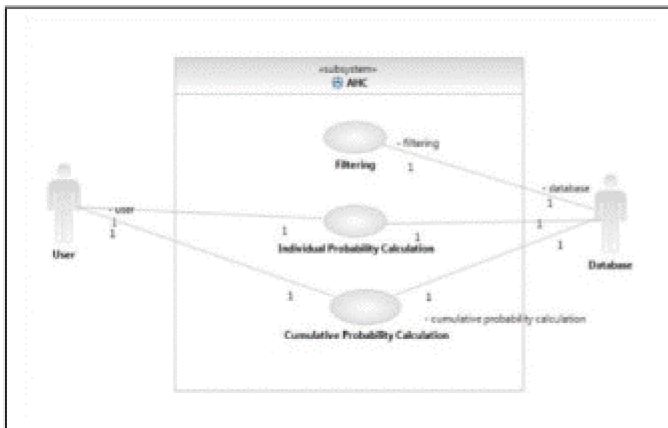 «subsystem»
AHC
- filtering
1
Filtering
- database
1
- user
1
1
1
1
1
1
User
Individual Probability Calculation
Database
1
1
- cumulative probability calculation
Cumulative Probability Calculation